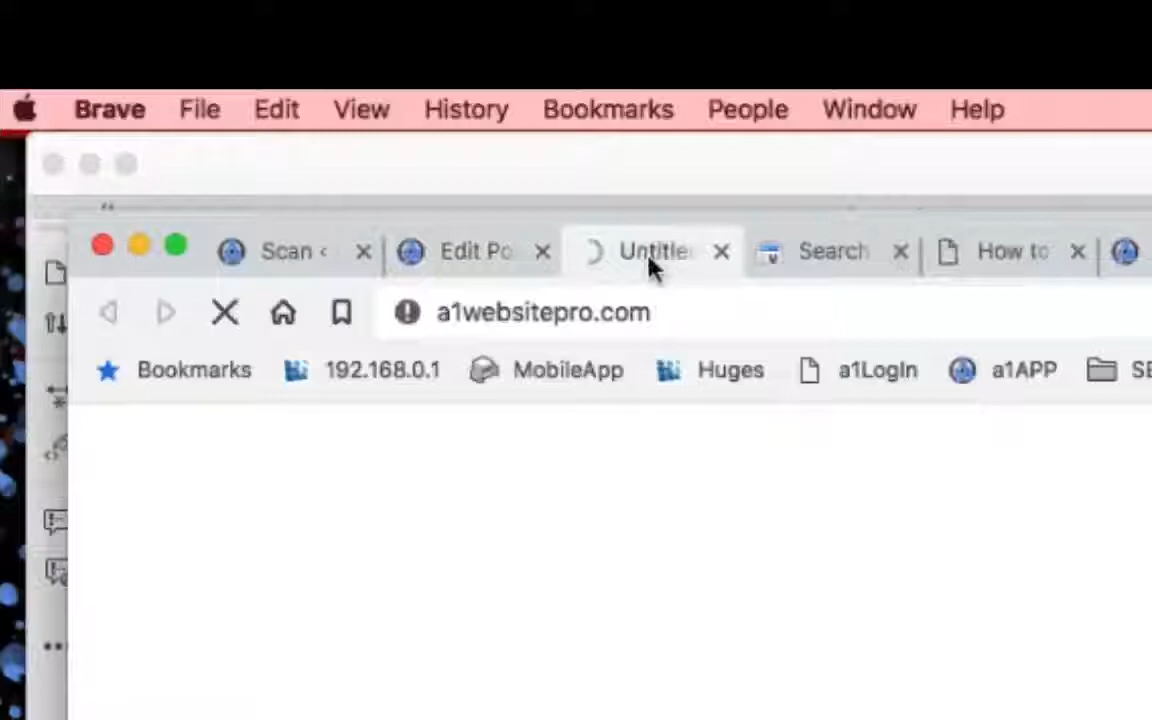 Brave File Edit View History Bookmarks People Window Help
Scan Edit Po Untitle Search How to
a1websitepro.com
Bookmarks 192.168.0.1 MobileApp Huges a1LogIn a1APP SE